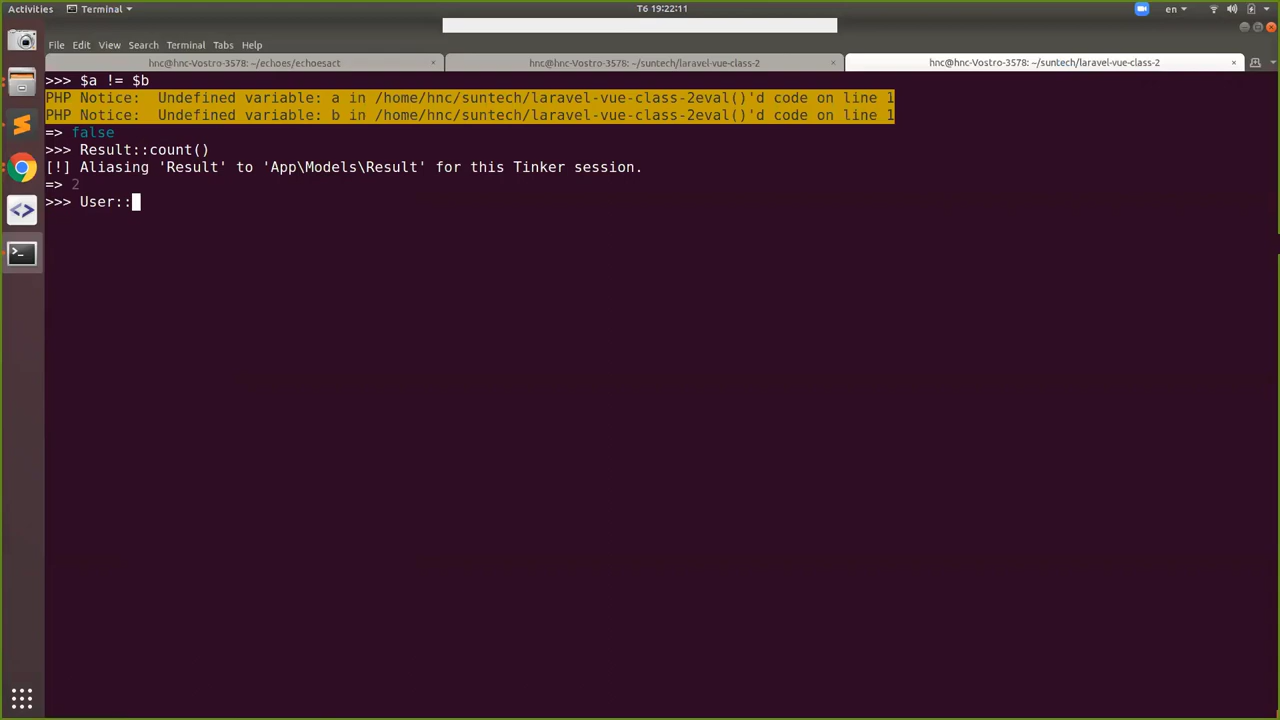 Activities Terminal T6 19:22:11 en
File Edit View Search Terminal Tabs Help
hnc@hnc-Vostro-3578: ~/echoes/echoesact × hnc@hnc-Vostro-3578: ~/suntech/laravel-vue-class-2 × hnc@hnc-Vostro-3578: ~/suntech/laravel-vue-class-2 ×
>>> $a != $b
PHP Notice:  Undefined variable: a in /home/hnc/suntech/laravel-vue-class-2eval()'d code on line 1
PHP Notice:  Undefined variable: b in /home/hnc/suntech/laravel-vue-class-2eval()'d code on line 1
=> false
>>> Result::count()
[!] Aliasing 'Result' to 'App\Models\Result' for this Tinker session.
=> 2
>>> User::